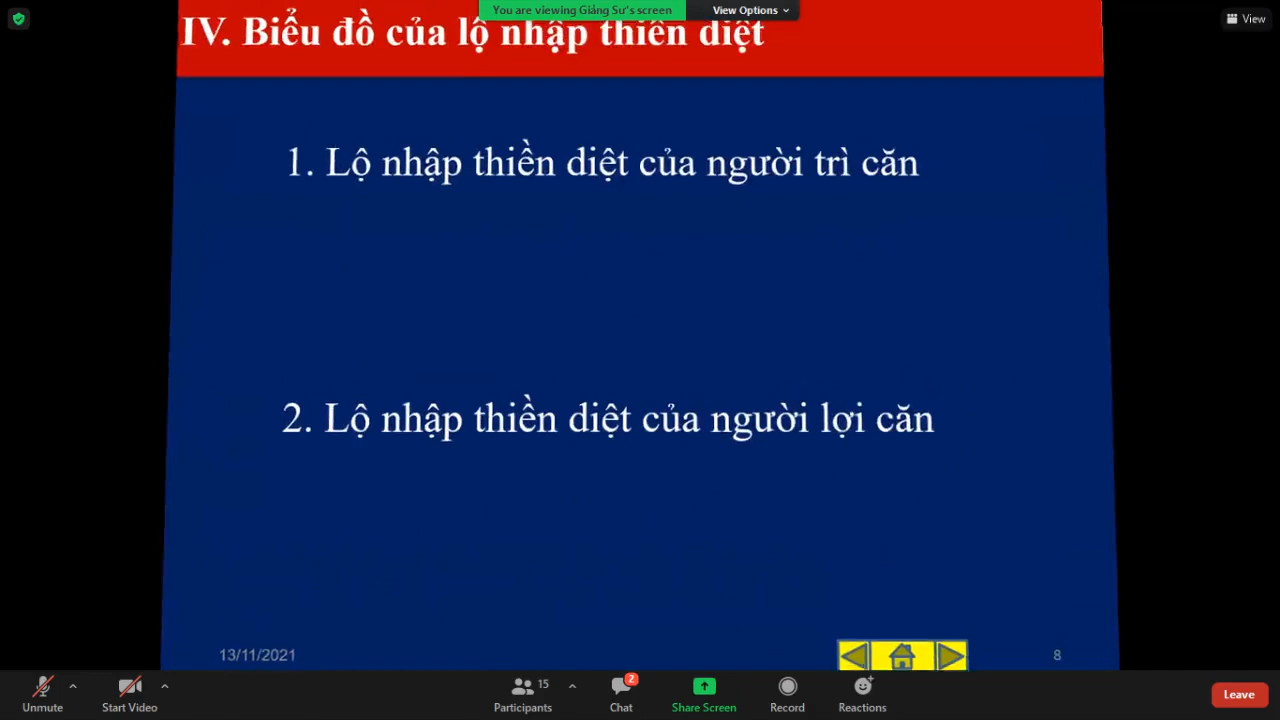 You are viewing Giảng Sư's screen
View Options
View
IV. Biểu đồ của lộ nhập thiền diệt
1. Lộ nhập thiền diệt của người trì căn
2. Lộ nhập thiền diệt của người lợi căn
13/11/2021
8
Unmute
Start Video
15
Participants
2
Chat
Share Screen
Record
Reactions
Leave